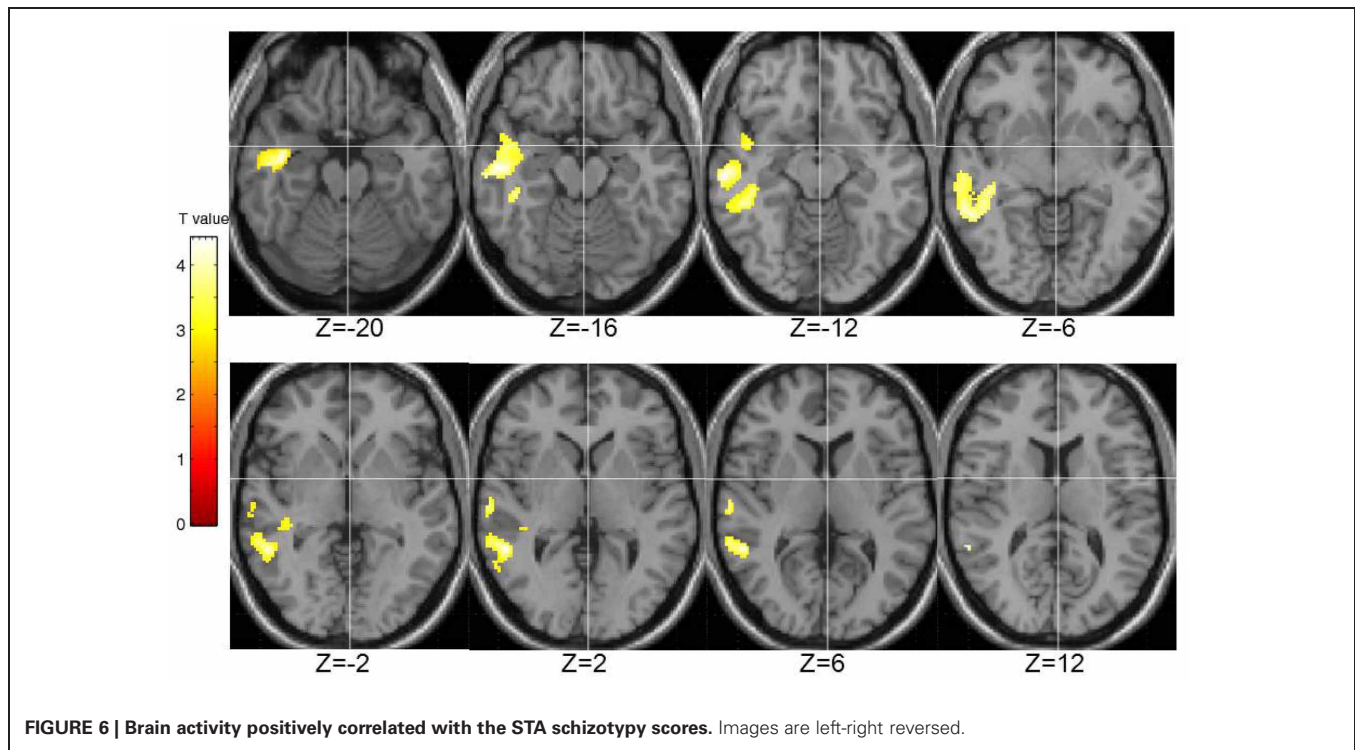 Z=-20 Z=-16 Z=-12 Z=-6
T value
4
3
2
1
0
Z=-2 Z=2 Z=6 Z=12
FIGURE 6 | Brain activity positively correlated with the STA schizotypy scores. Images are left-right reversed.